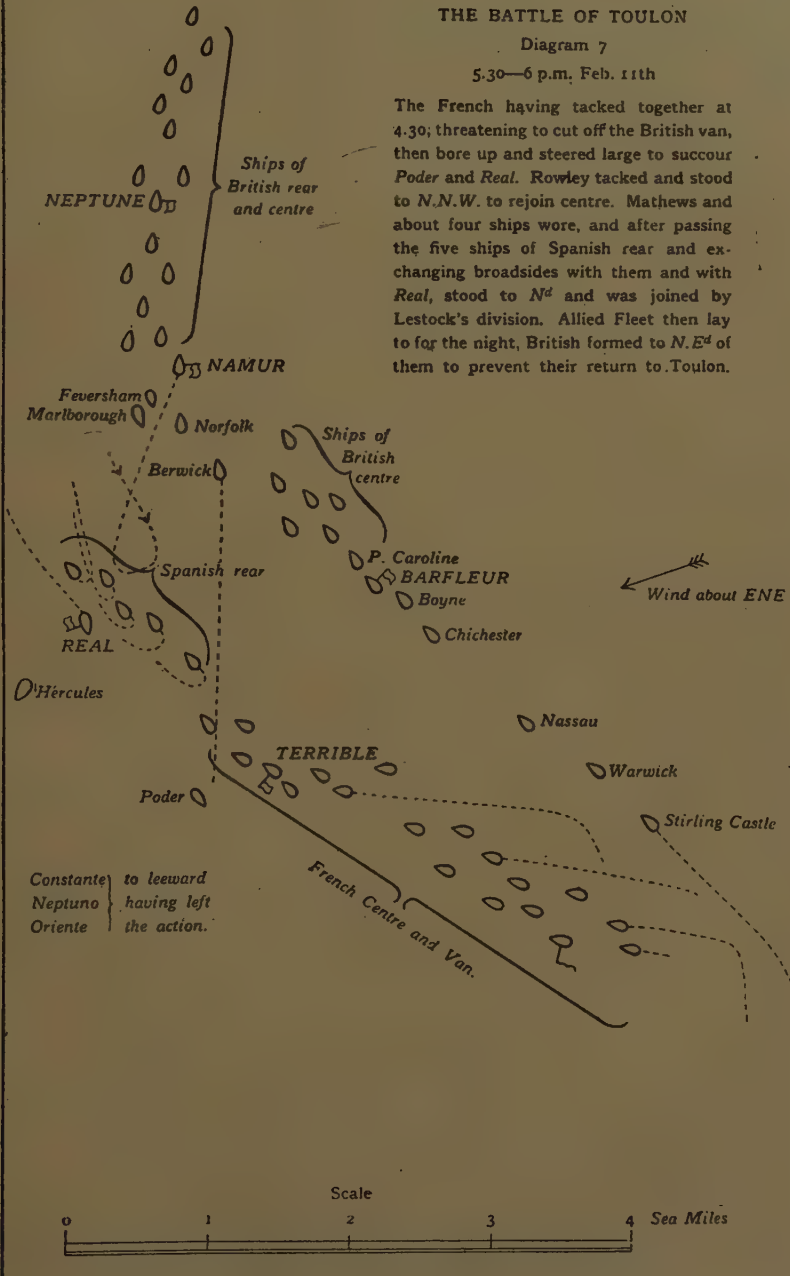 THE BATTLE OF TOULON
Diagram 7
5.30—6 p.m. Feb. 11th
The French having tacked together at
4.30, threatening to cut off the British van,
then bore up and steered large to succour
Poder and Real. Rowley tacked and stood
to N.N.W. to rejoin centre. Mathews and
about four ships wore, and after passing
the five ships of Spanish rear and ex-
changing broadsides with them and with
Real, stood to Nd and was joined by
Lestock's division. Allied Fleet then lay
to for the night, British formed to N.Ed of
them to prevent their return to Toulon.
Ships of
British rear
and centre
NEPTUNE
NAMUR
Feversham
Marlborough
Norfolk
Berwick
Ships of
British
centre
P. Caroline
BARFLEUR
Boyne
Chichester
Wind about ENE
Spanish rear
REAL
Hercules
Nassau
TERRIBLE
Warwick
Poder
Stirling Castle
Constante
Neptuno
Oriente
to leeward
having left
the action.
French Centre and Van.
Scale
0 1 2 3 4 Sea Miles